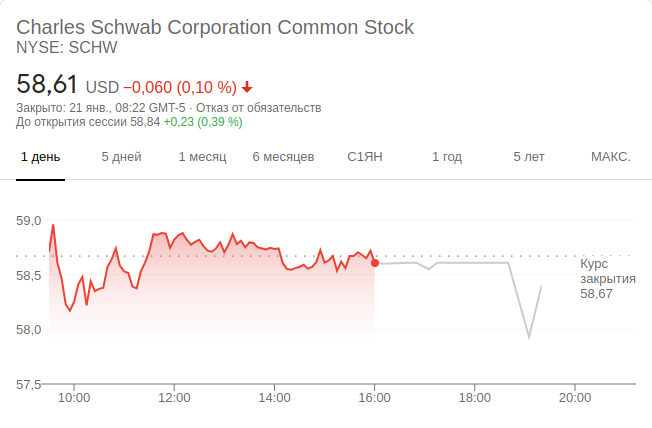 Charles Schwab Corporation Common Stock
NYSE: SCHW
58,61 USD −0,060 (0,10 %)
Закрыто: 21 янв., 08:22 GMT-5 · Отказ от обязательств
До открытия сессии 58,84 +0,23 (0,39 %)
1 день 5 дней 1 месяц 6 месяцев С1ЯН 1 год 5 лет МАКС.
59,0
58,5
58,0
57,5
Курс
закрытия
58,67
10:00 12:00 14:00 16:00 18:00 20:00